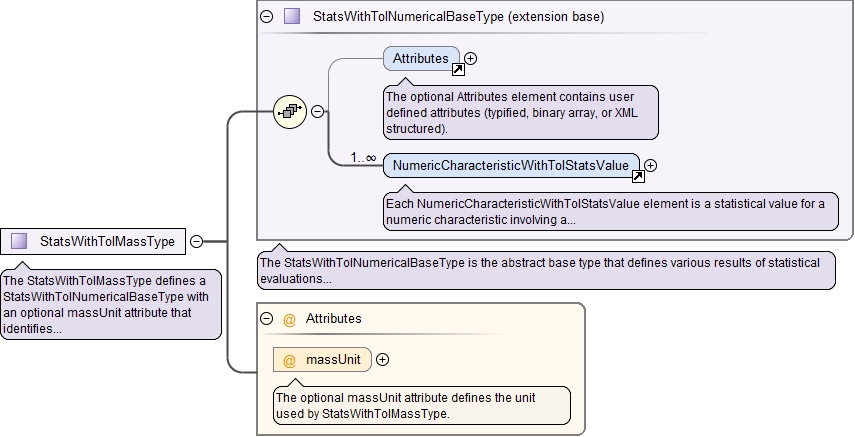 StatsWithTolNumericalBaseType (extension base)
Attributes
The optional Attributes element contains user
defined attributes (typified, binary array, or XML
structured).
1..∞
NumericCharacteristicWithTolStatsValue
Each NumericCharacteristicWithTolStatsValue element is a statistical value for a
numeric characteristic involving a...
StatsWithTolMassType
The StatsWithTolMassType defines a
StatsWithTolNumericalBaseType with
an optional massUnit attribute that
identifies...
The StatsWithTolNumericalBaseType is the abstract base type that defines various results of statistical
evaluations...
@ Attributes
@ massUnit
The optional massUnit attribute defines the unit
used by StatsWithTolMassType.